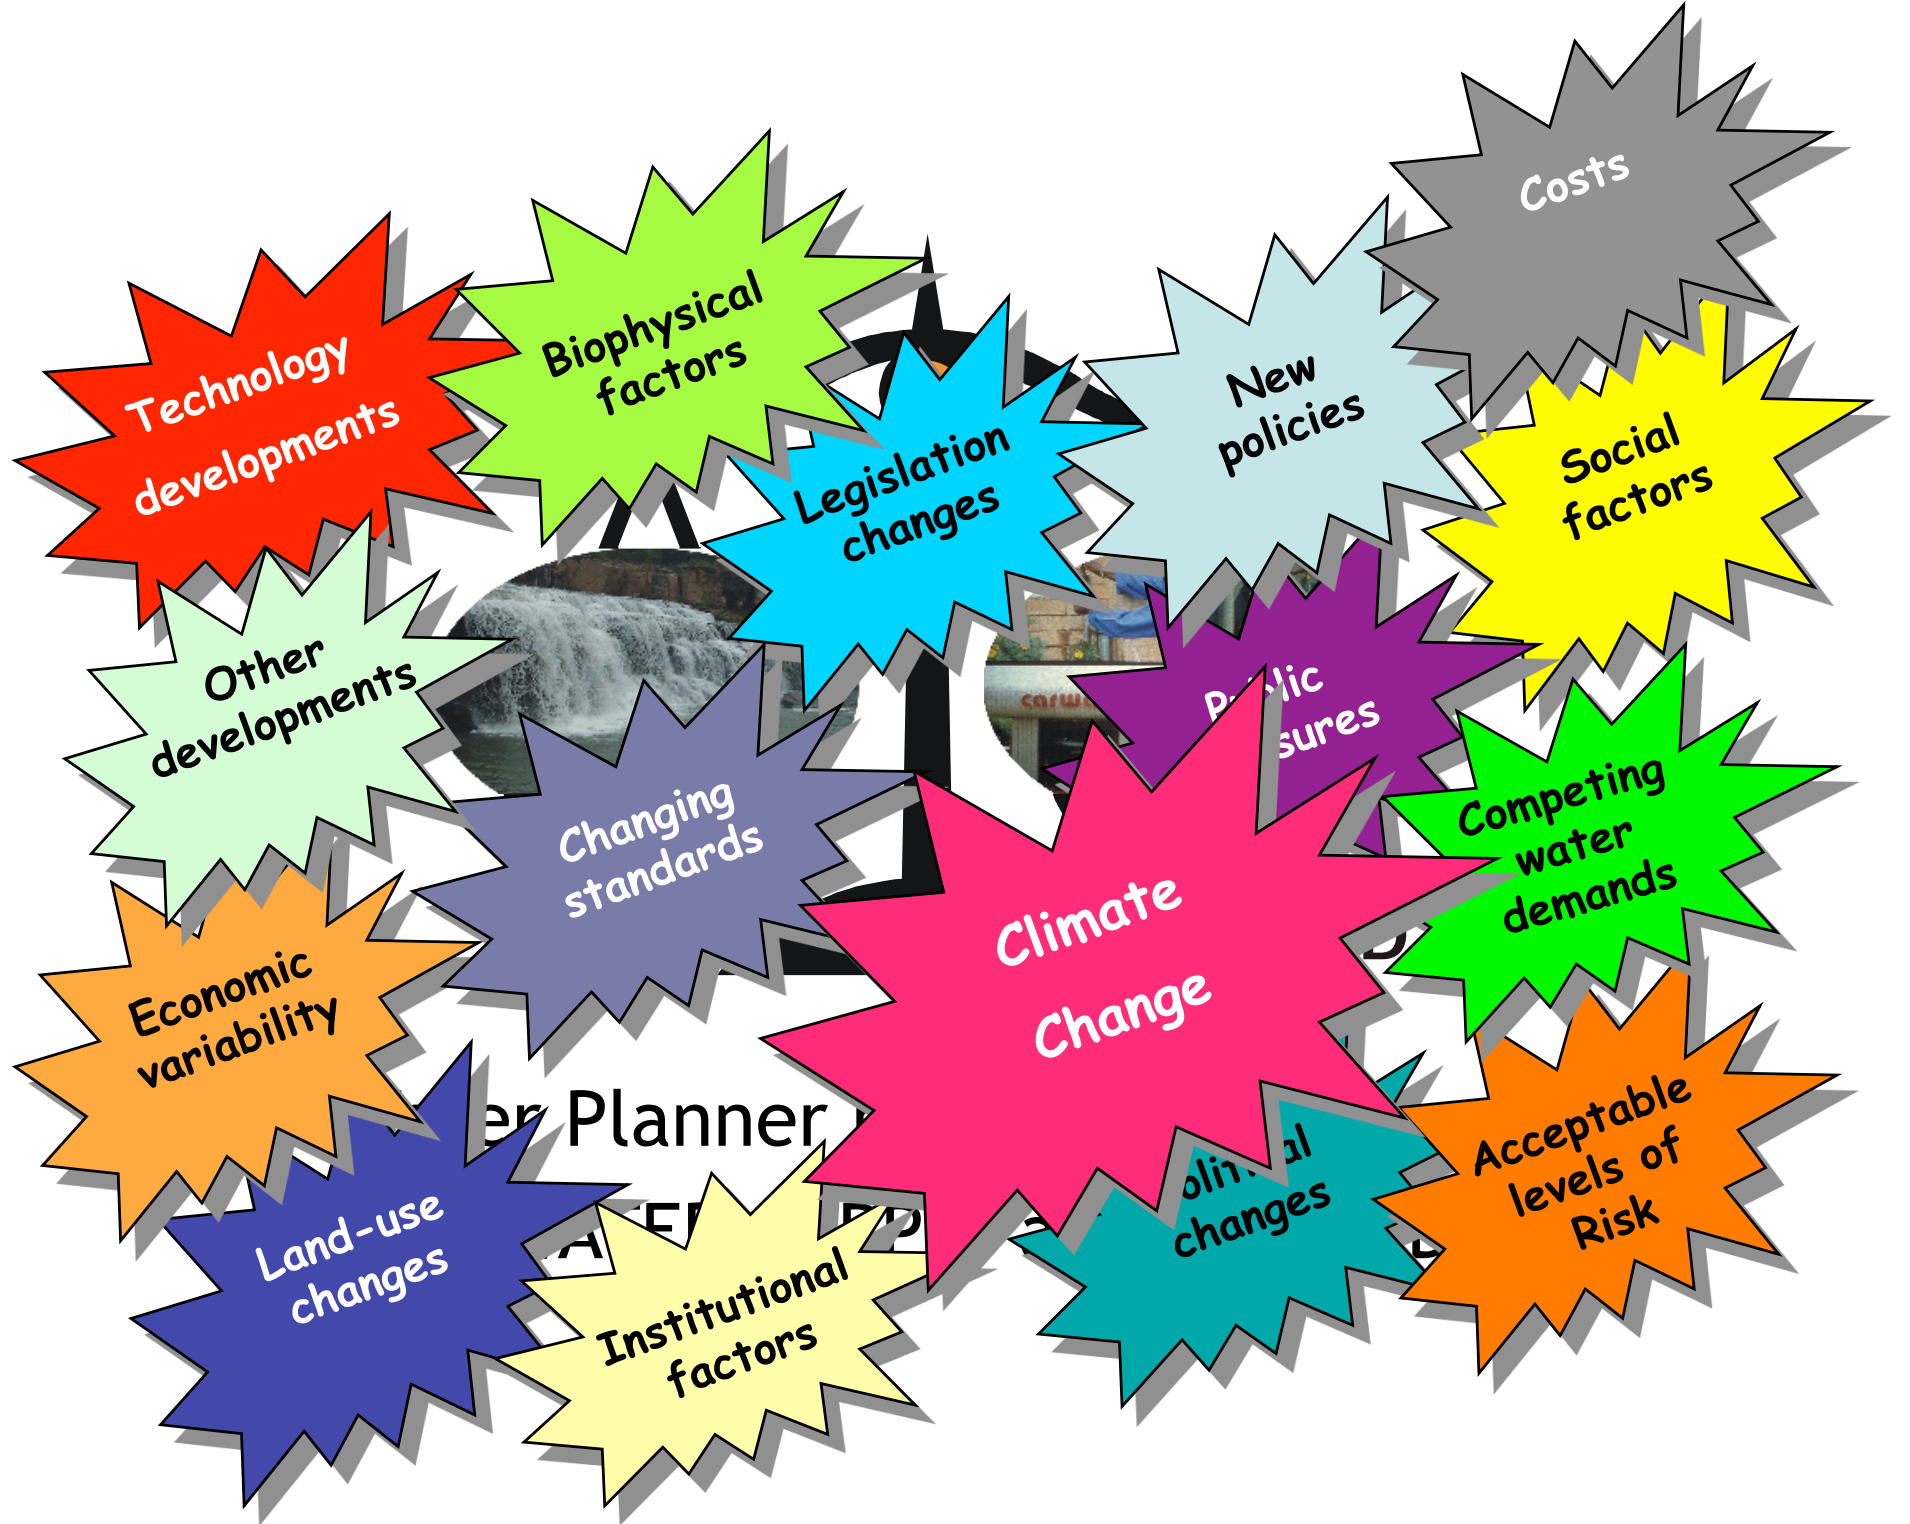 Costs
Biophysical
factors
Technology
developments
New
policies
Legislation
changes
Social
factors
Other
developments
sures
Changing
standards
Competing
water
demands
Climate
Change
Economic
variability
Planner
Acceptable
levels of
Risk
changes
Land-use
changes
Institutional
factors